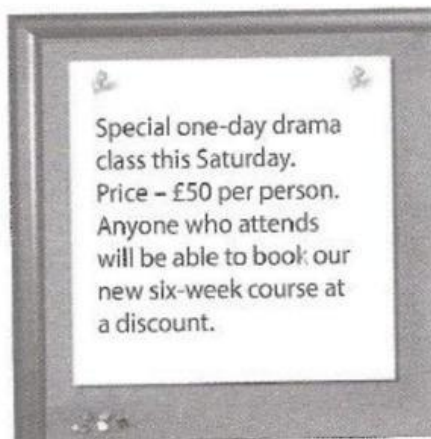 Special one-day drama
class this Saturday.
Price – £50 per person.
Anyone who attends
will be able to book our
new six-week course at
a discount.